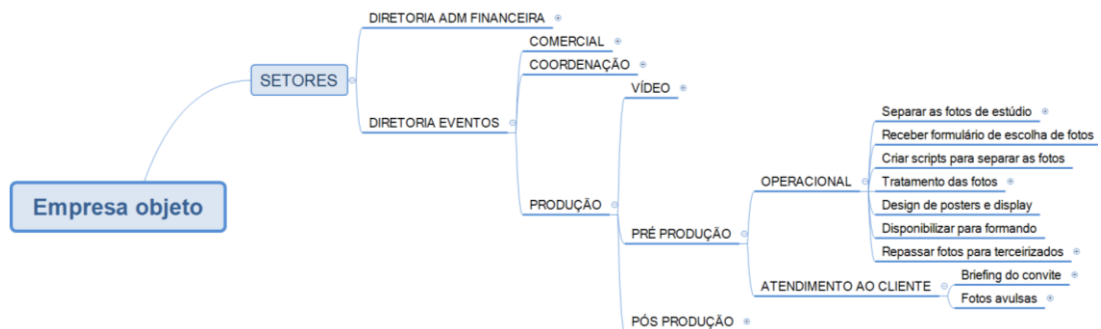 DIRETORIA ADM FINANCEIRA
COMERCIAL
COORDENAÇÃO
SETORES
VÍDEO
DIRETORIA EVENTOS
Separar as fotos de estúdio
Receber formulário de escolha de fotos
Criar scripts para separar as fotos
OPERACIONAL
Tratamento das fotos
Empresa objeto
PRODUÇÃO
Design de posters e display
PRÉ PRODUÇÃO
Disponibilizar para formando
Repassar fotos para terceirizados
ATENDIMENTO AO CLIENTE
Briefing do convite
Fotos avulsas
PÓS PRODUÇÃO